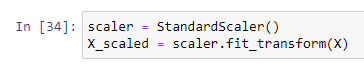 In [34]: scaler = StandardScaler()
X_scaled = scaler.fit_transform(X)